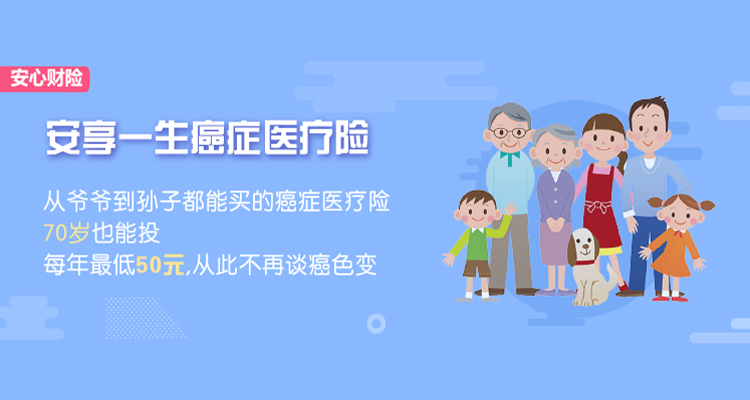 安心财险
安享一生癌症医疗险
从爷爷到孙子都能买的癌症医疗险
70岁也能投
每年最低50元,从此不再谈癌色变